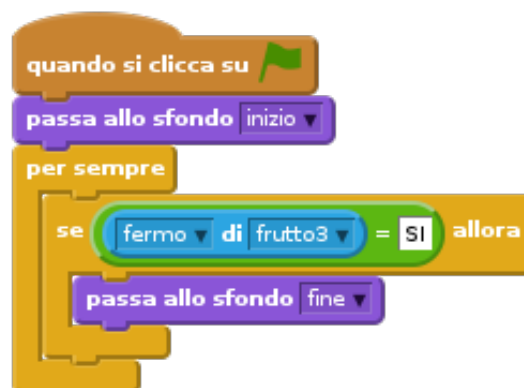 quando si clicca su
passa allo sfondo inizio
per sempre
se fermo di frutto3 = SI allora
passa allo sfondo fine